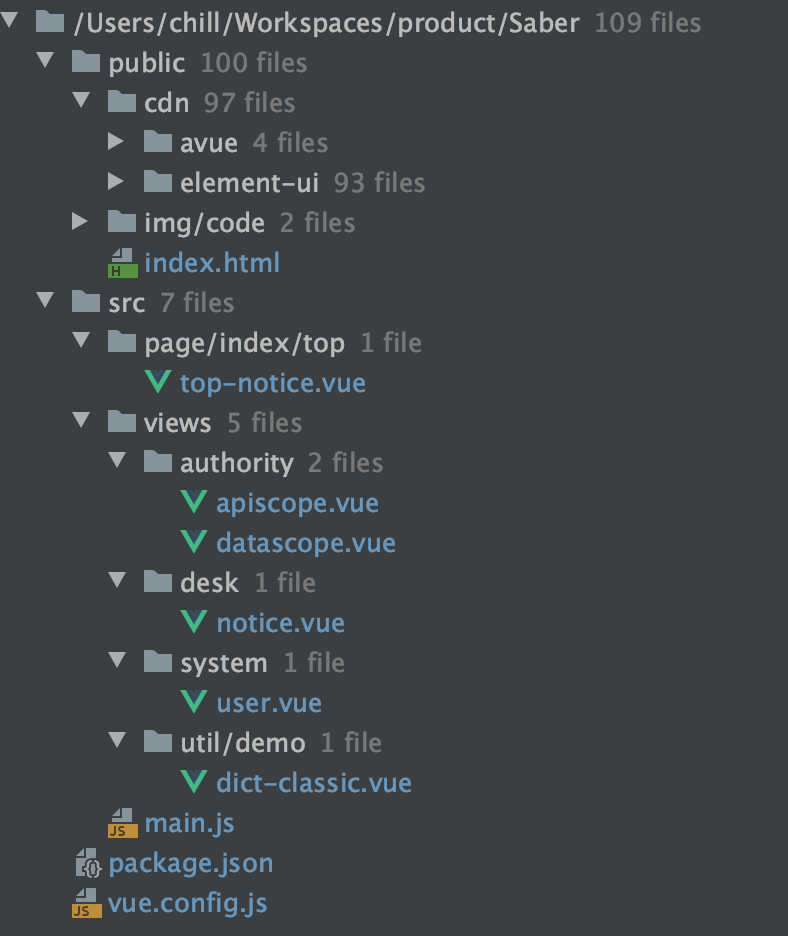 /Users/chill/Workspaces/product/Saber 109 files
public 100 files
cdn 97 files
avue 4 files
element-ui 93 files
img/code 2 files
H index.html
src 7 files
page/index/top 1 file
top-notice.vue
views 5 files
authority 2 files
apiscope.vue
datascope.vue
desk 1 file
notice.vue
system 1 file
user.vue
util/demo 1 file
dict-classic.vue
JS main.js
{} package.json
JS vue.config.js